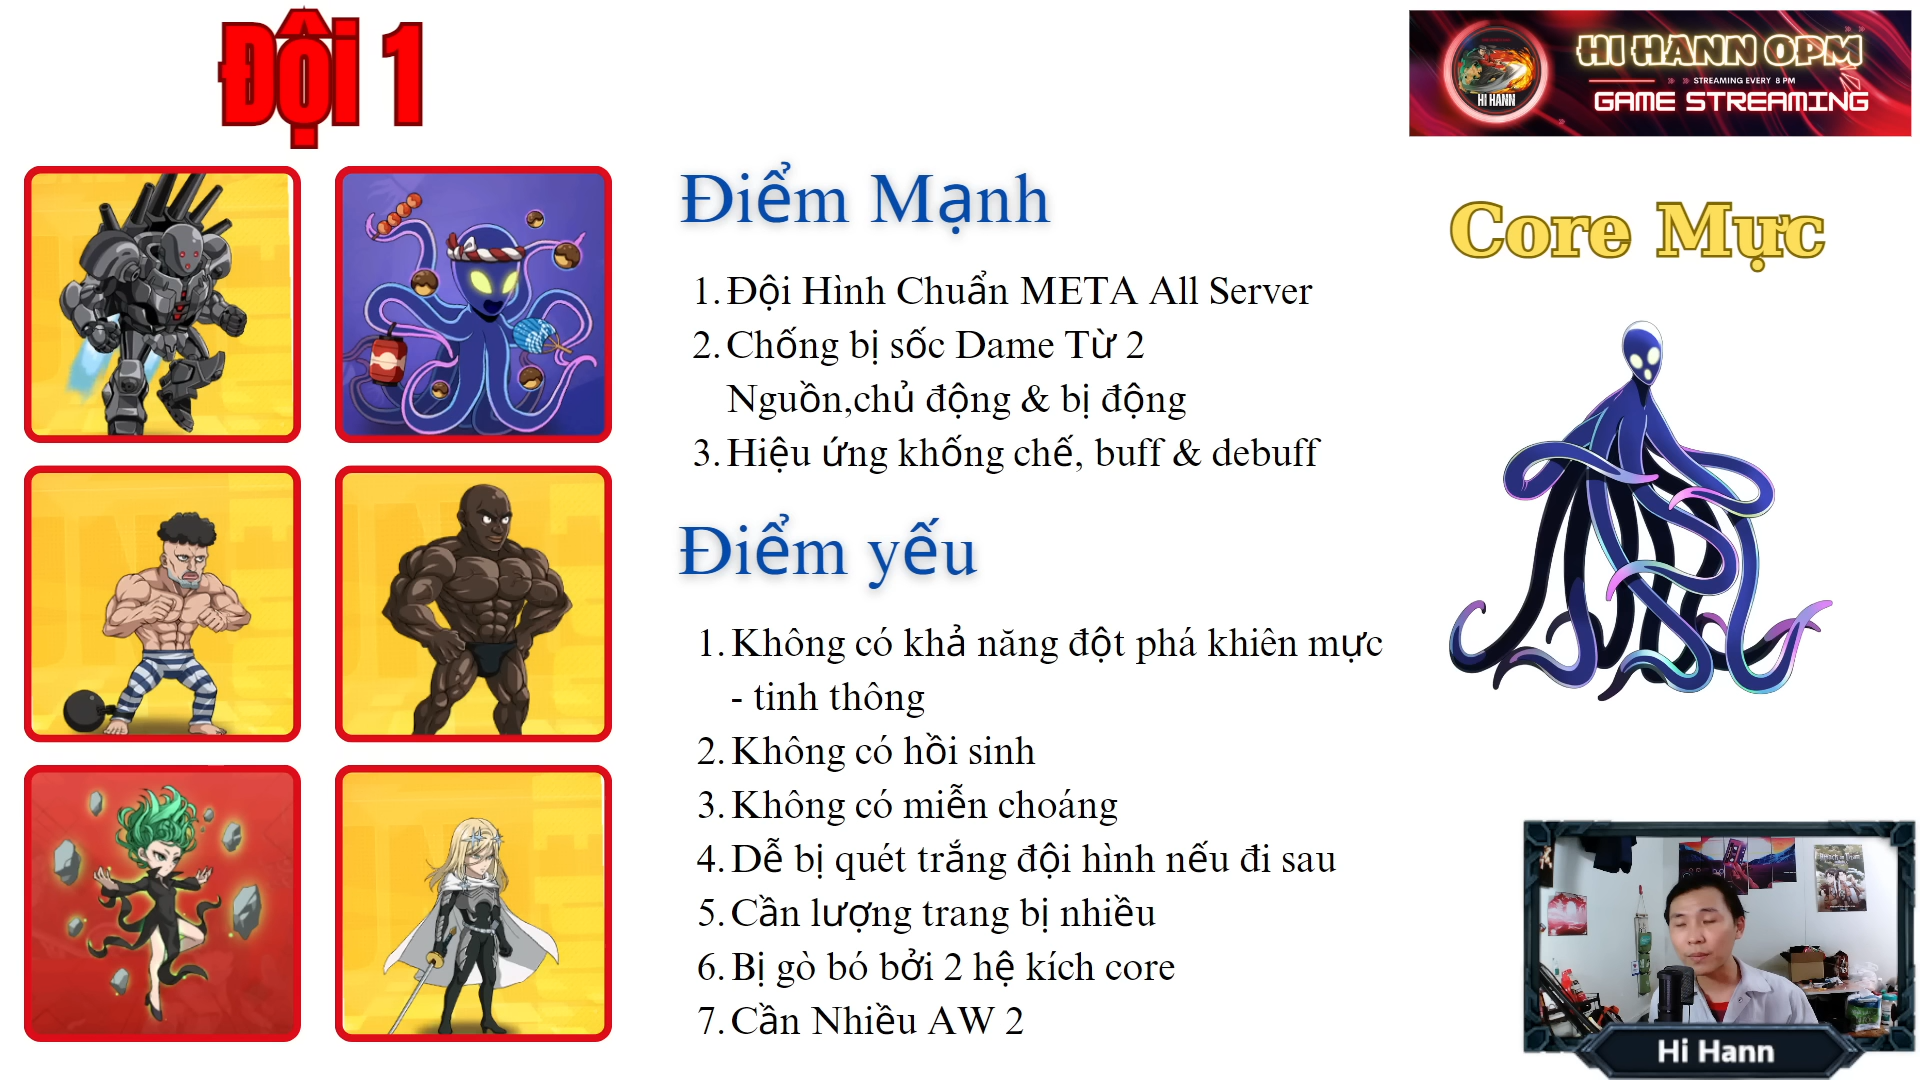 Đội 1
HI HANN OPM
STREAMING EVERY 8 PM
GAME STREAMING
HI HANN
Điểm Mạnh
1. Đội Hình Chuẩn META All Server
2. Chống bị sốc Dame Từ 2
Nguồn,chủ động & bị động
3. Hiệu ứng khống chế, buff & debuff
Điểm yếu
1. Không có khả năng đột phá khiên mực
- tinh thông
2. Không có hồi sinh
3. Không có miễn choáng
4. Dễ bị quét trắng đội hình nếu đi sau
5. Cần lượng trang bị nhiều
6. Bị gò bó bởi 2 hệ kích core
7. Cần Nhiều AW 2
Core Mực
Hi Hann